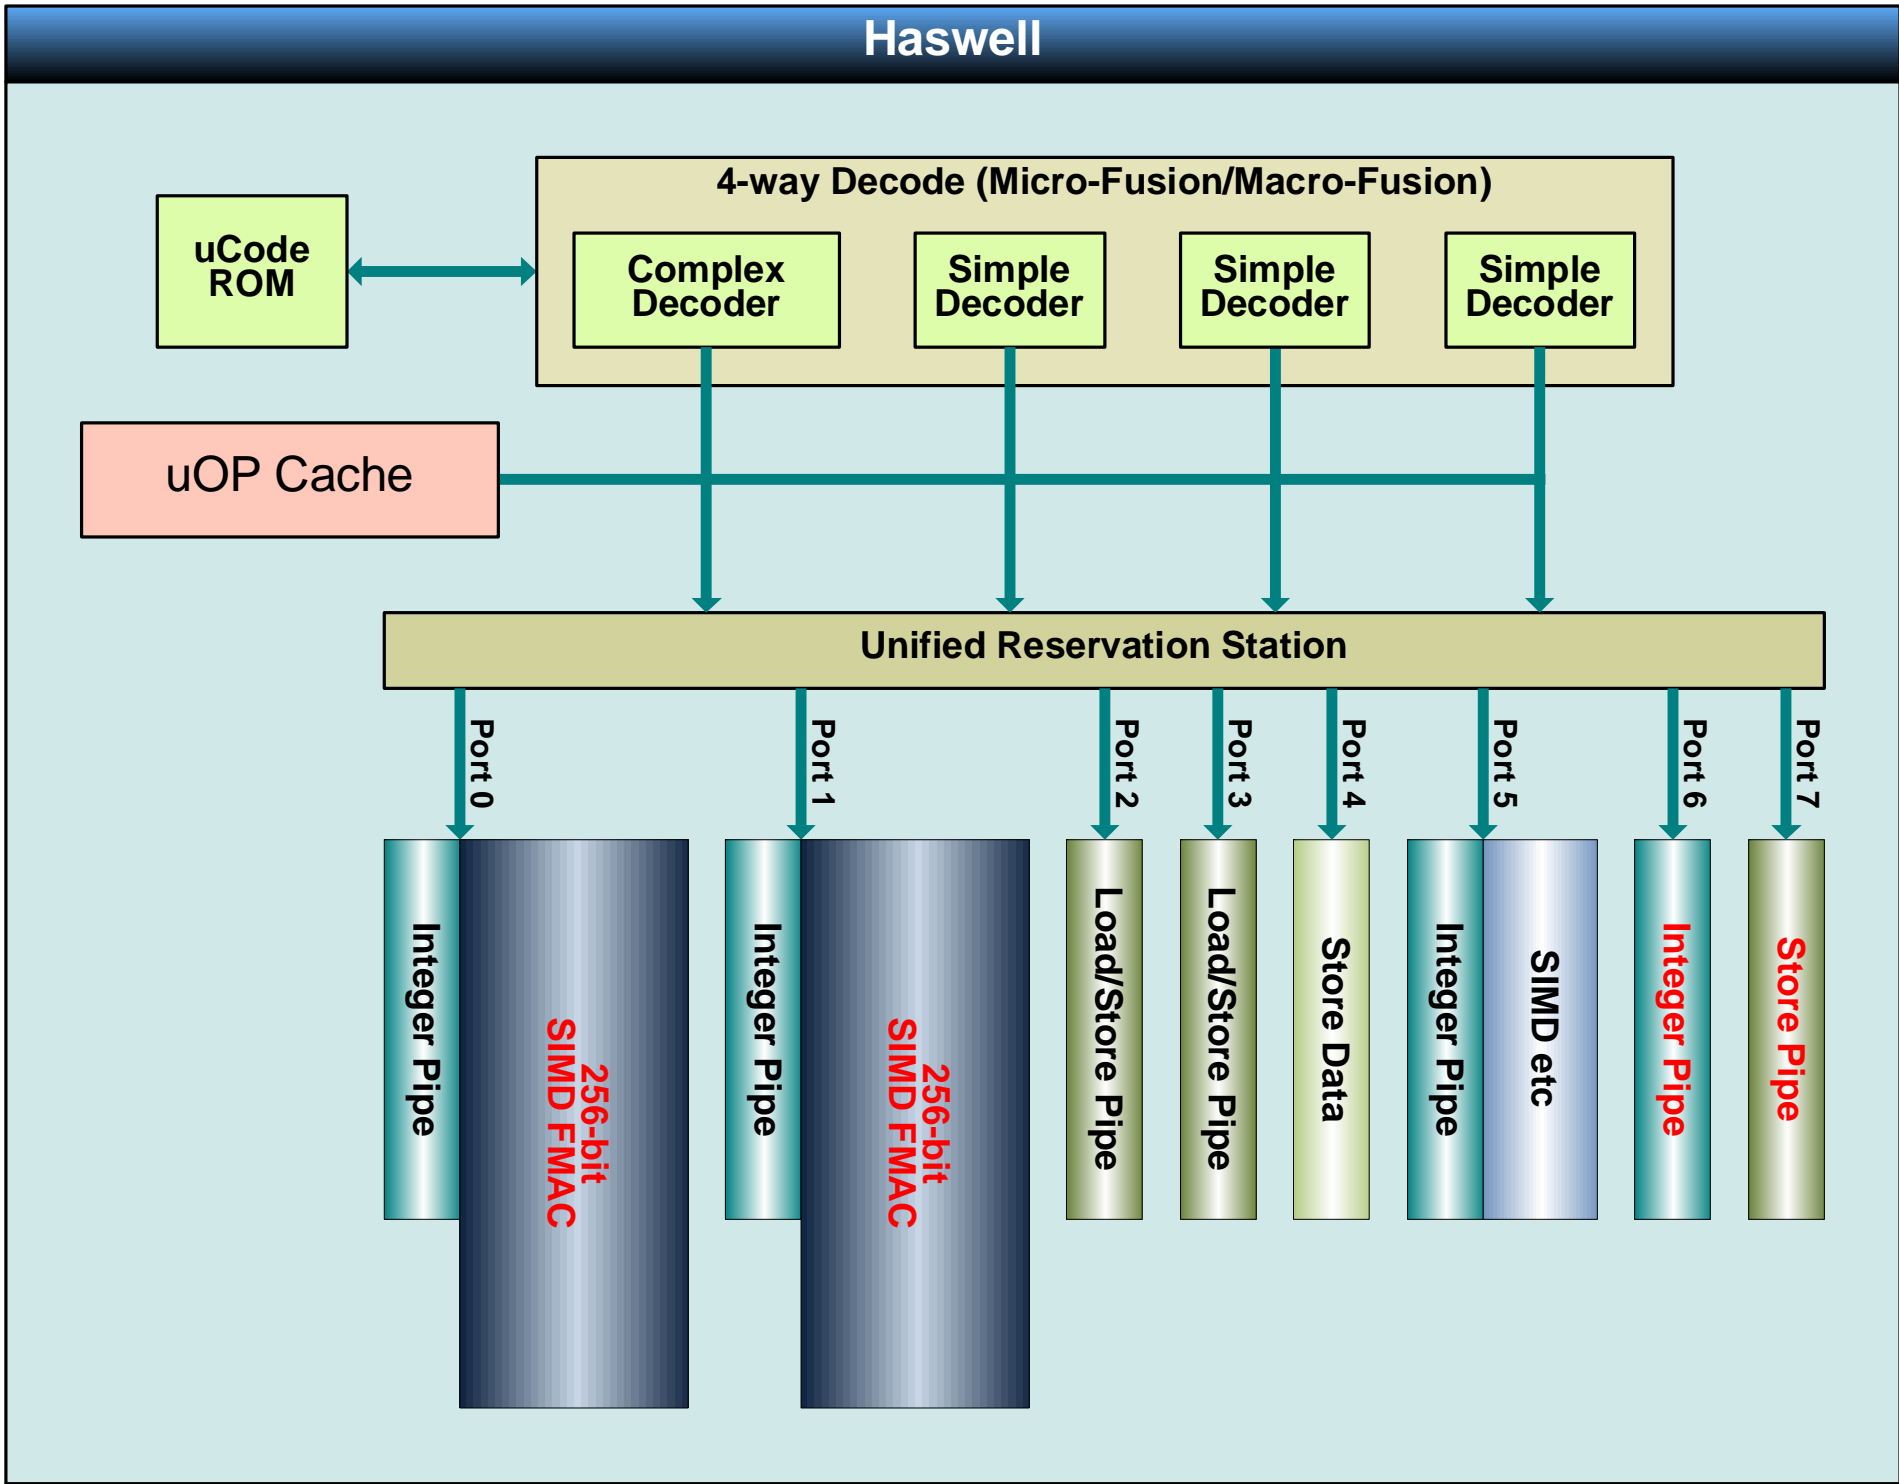 Haswell
4-way Decode (Micro-Fusion/Macro-Fusion)
uCode
ROM
Complex
Decoder
Simple
Decoder
Simple
Decoder
Simple
Decoder
uOP Cache
Unified Reservation Station
Port 0
Port 1
Port 2
Port 3
Port 4
Port 5
Port 6
Port 7
Integer Pipe
256-bit
SIMD FMAC
Integer Pipe
256-bit
SIMD FMAC
Load/Store Pipe
Load/Store Pipe
Store Data
Integer Pipe
SIMD etc
Integer Pipe
Store Pipe